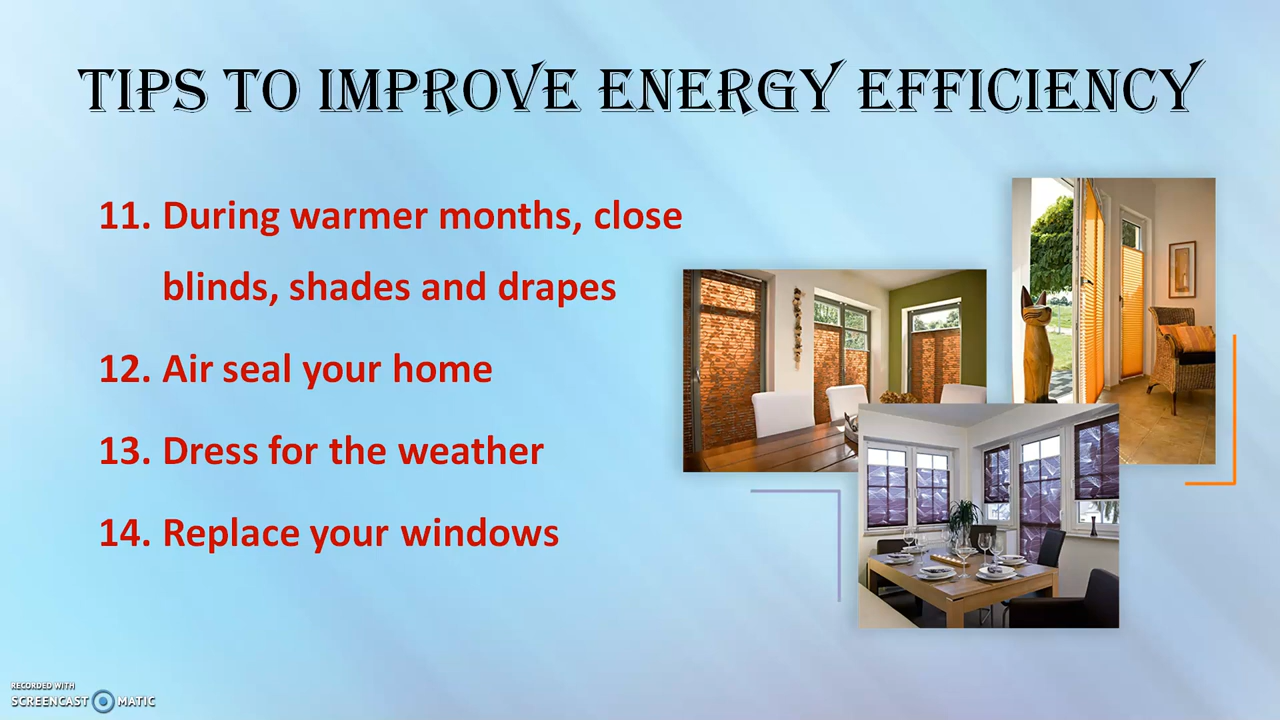 TIPS TO IMPROVE ENERGY EFFICIENCY
11. During warmer months, close
blinds, shades and drapes
12. Air seal your home
13. Dress for the weather
14. Replace your windows
RECORDED WITH
SCREENCAST MATIC